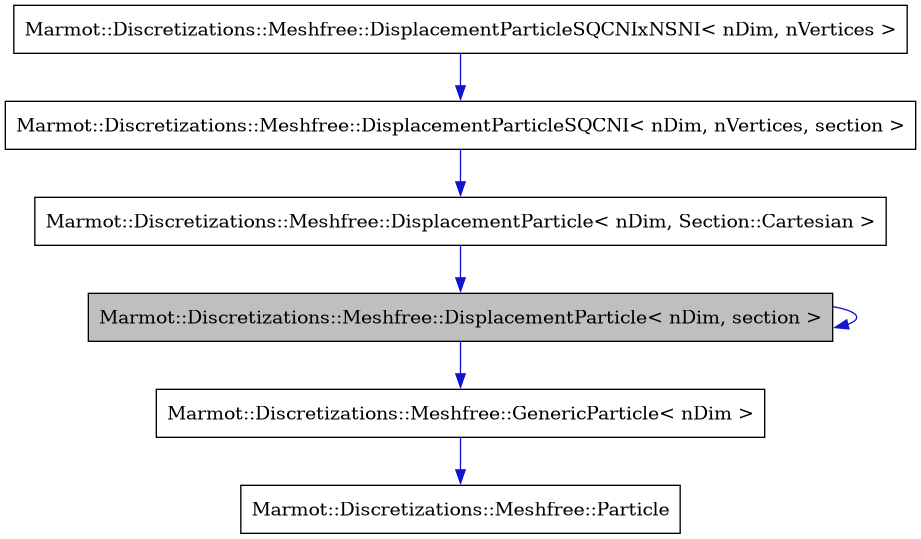 Marmot::Discretizations::Meshfree::DisplacementParticleSQCNIxNSNI< nDim, nVertices >
Marmot::Discretizations::Meshfree::DisplacementParticleSQCNI< nDim, nVertices, section >
Marmot::Discretizations::Meshfree::DisplacementParticle< nDim, Section::Cartesian >
Marmot::Discretizations::Meshfree::DisplacementParticle< nDim, section >
Marmot::Discretizations::Meshfree::GenericParticle< nDim >
Marmot::Discretizations::Meshfree::Particle